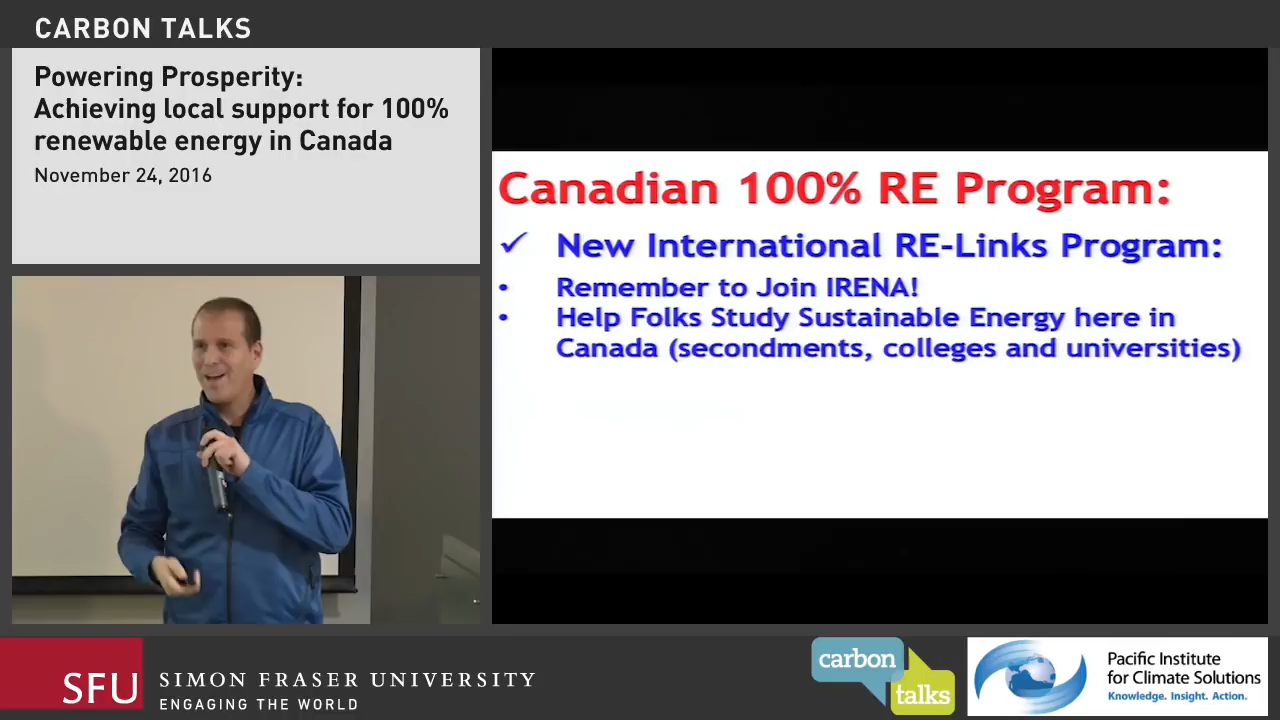 CARBON TALKS
Powering Prosperity:
Achieving local support for 100%
renewable energy in Canada
November 24, 2016
Canadian 100% RE Program:
✓ New International RE-Links Program:
• Remember to Join IRENA!
• Help Folks Study Sustainable Energy here in
Canada (secondments, colleges and universities)
SFU
SIMON FRASER UNIVERSITY
ENGAGING THE WORLD
carbon
talks
Pacific Institute
for Climate Solutions
Knowledge. Insight. Action.